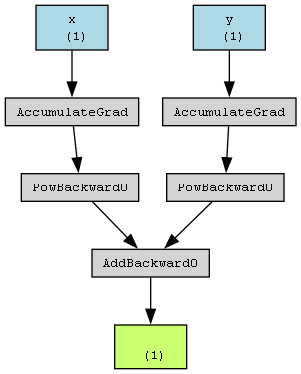 x
(1)
y
(1)
AccumulateGrad
AccumulateGrad
PowBackward0
PowBackward0
AddBackward0
(1)